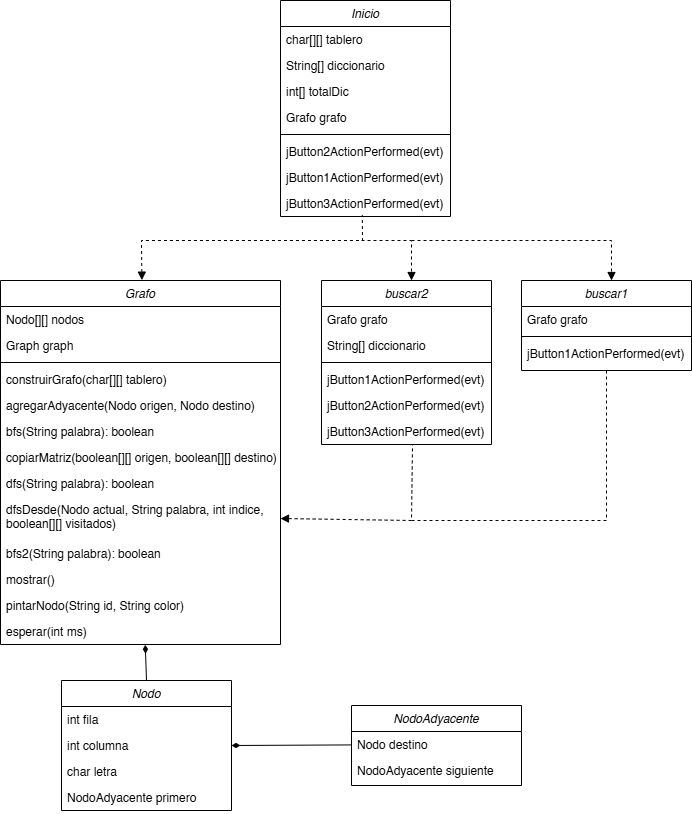 Inicio
char[][] tablero
String[] diccionario
int[] totalDic
Grafo grafo
jButton2ActionPerformed(evt)
jButton1ActionPerformed(evt)
jButton3ActionPerformed(evt)
Grafo
Nodo[][] nodos
Graph graph
construirGrafo(char[][] tablero)
agregarAdyacente(Nodo origen, Nodo destino)
bfs(String palabra): boolean
copiarMatriz(boolean[][] origen, boolean[][] destino)
dfs(String palabra): boolean
dfsDesde(Nodo actual, String palabra, int indice,
boolean[][] visitados)
bfs2(String palabra): boolean
mostrar()
pintarNodo(String id, String color)
esperar(int ms)
buscar2
Grafo grafo
String[] diccionario
jButton1ActionPerformed(evt)
jButton2ActionPerformed(evt)
jButton3ActionPerformed(evt)
buscar1
Grafo grafo
jButton1ActionPerformed(evt)
Nodo
int fila
int columna
char letra
NodoAdyacente primero
NodoAdyacente
Nodo destino
NodoAdyacente siguiente